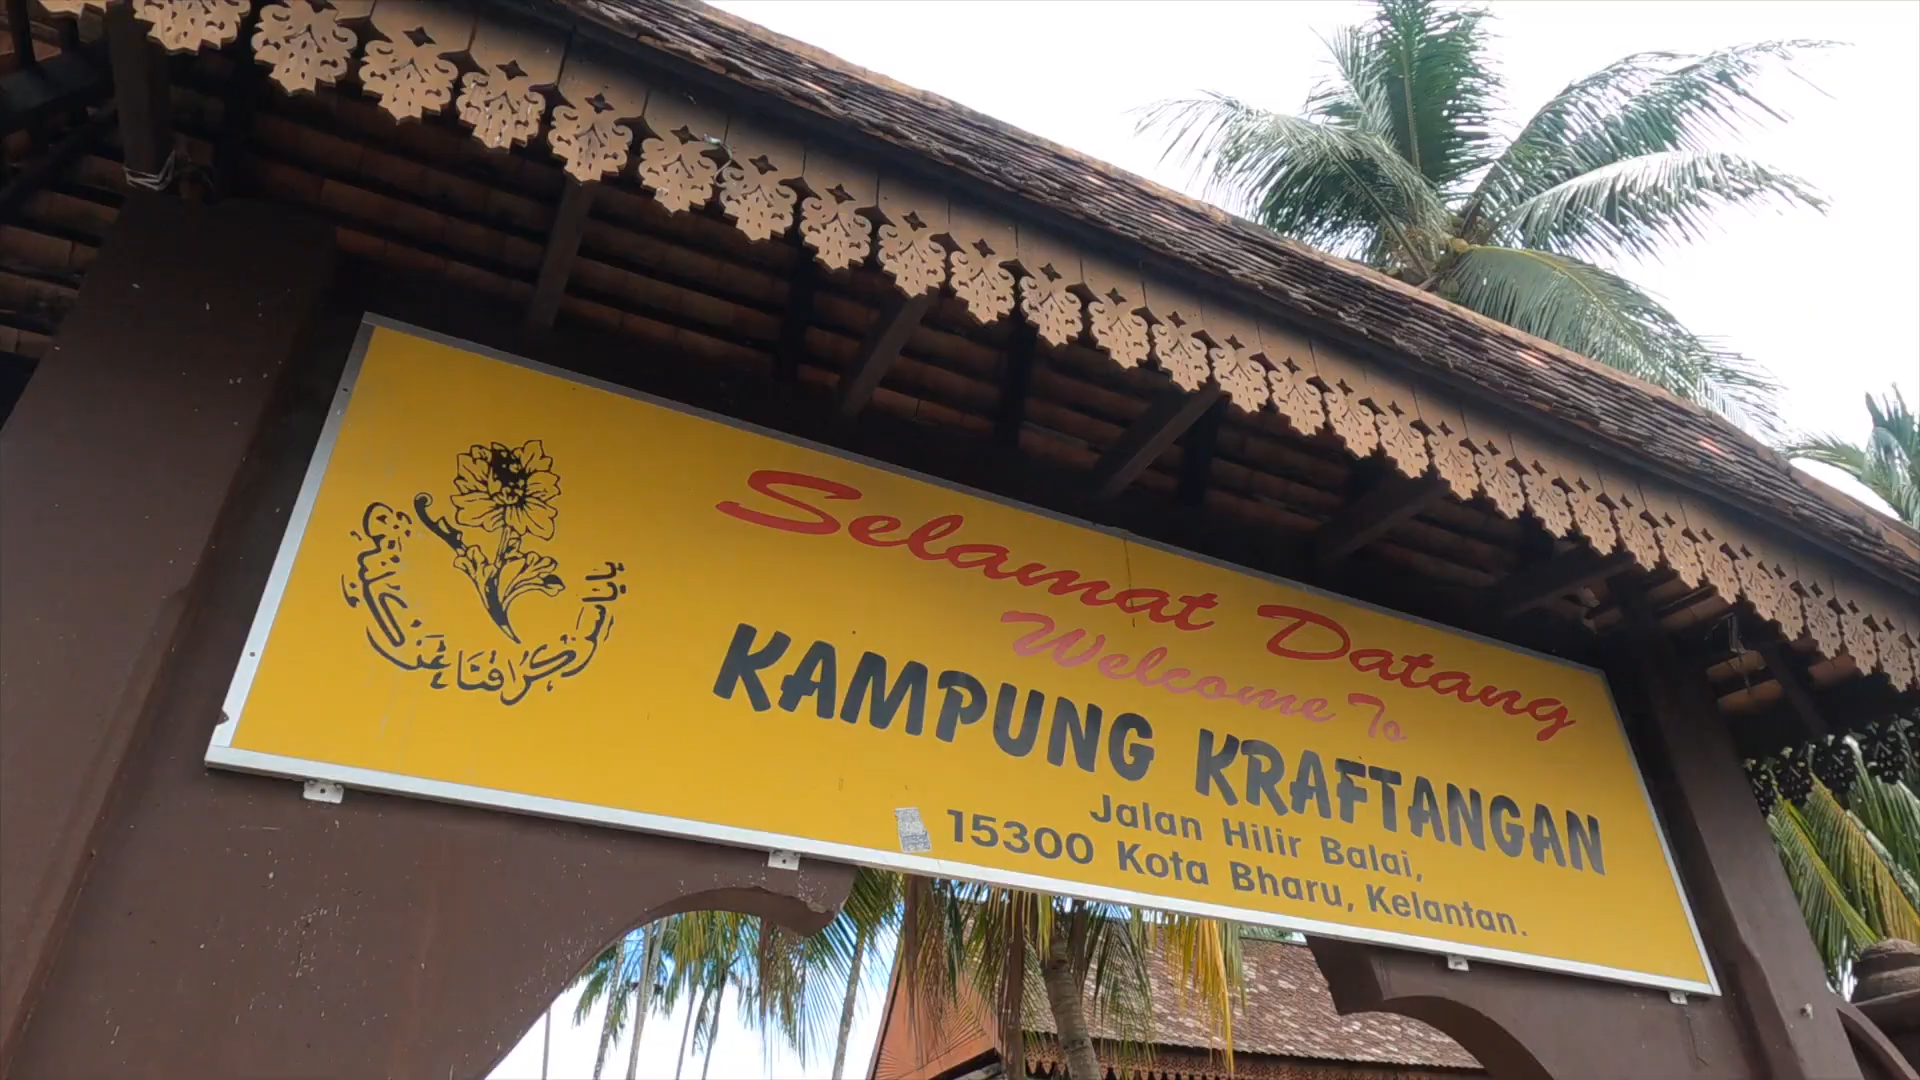 Selamat Datang
Welcome To
KAMPUNG KRAFTANGAN
Jalan Hilir Balai,
15300 Kota Bharu, Kelantan.